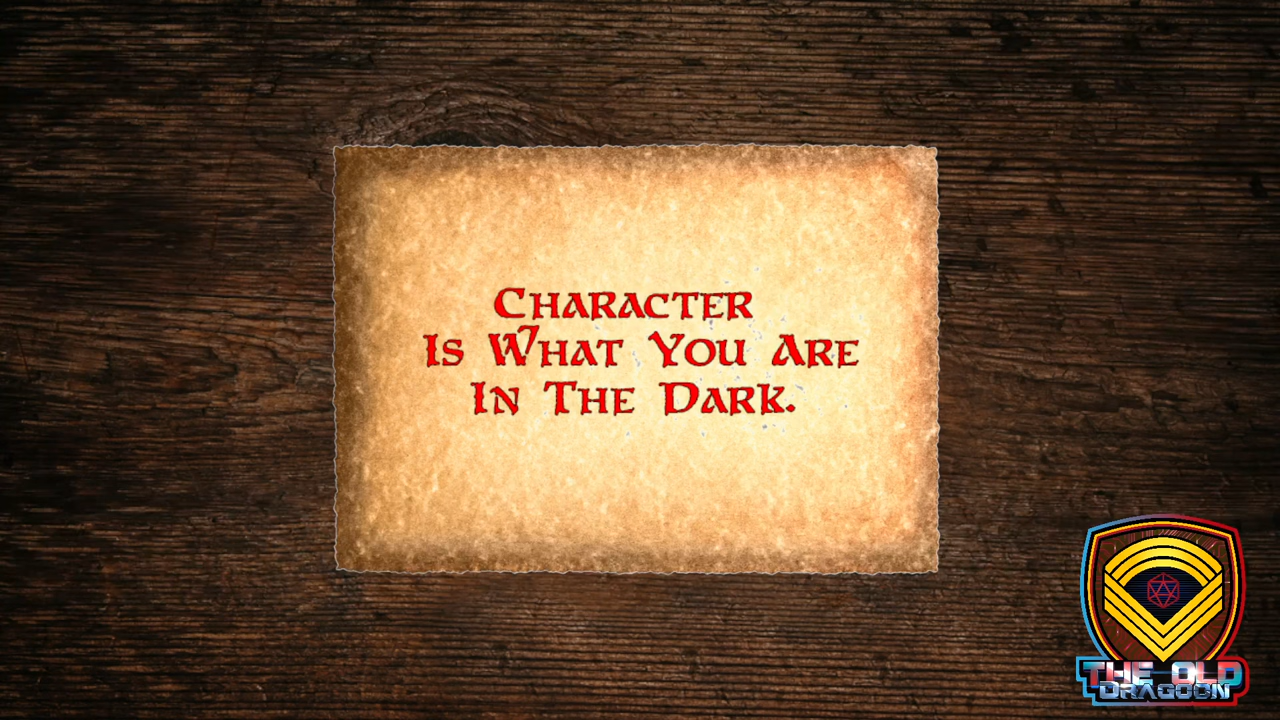 Character
Is What You Are
In The Dark.
THE OLD
DRAGOON